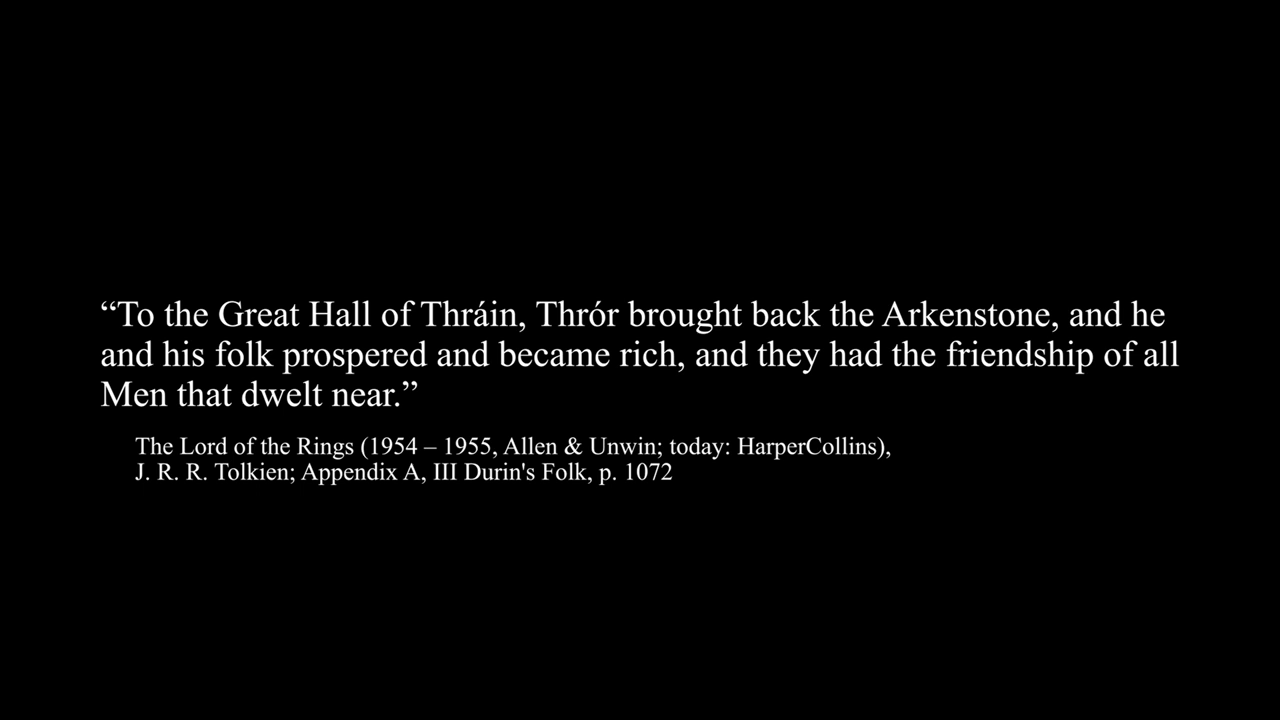 “To the Great Hall of Thráin, Thrór brought back the Arkenstone, and he
and his folk prospered and became rich, and they had the friendship of all
Men that dwelt near.”
The Lord of the Rings (1954 – 1955, Allen & Unwin; today: HarperCollins),
J. R. R. Tolkien; Appendix A, III Durin's Folk, p. 1072